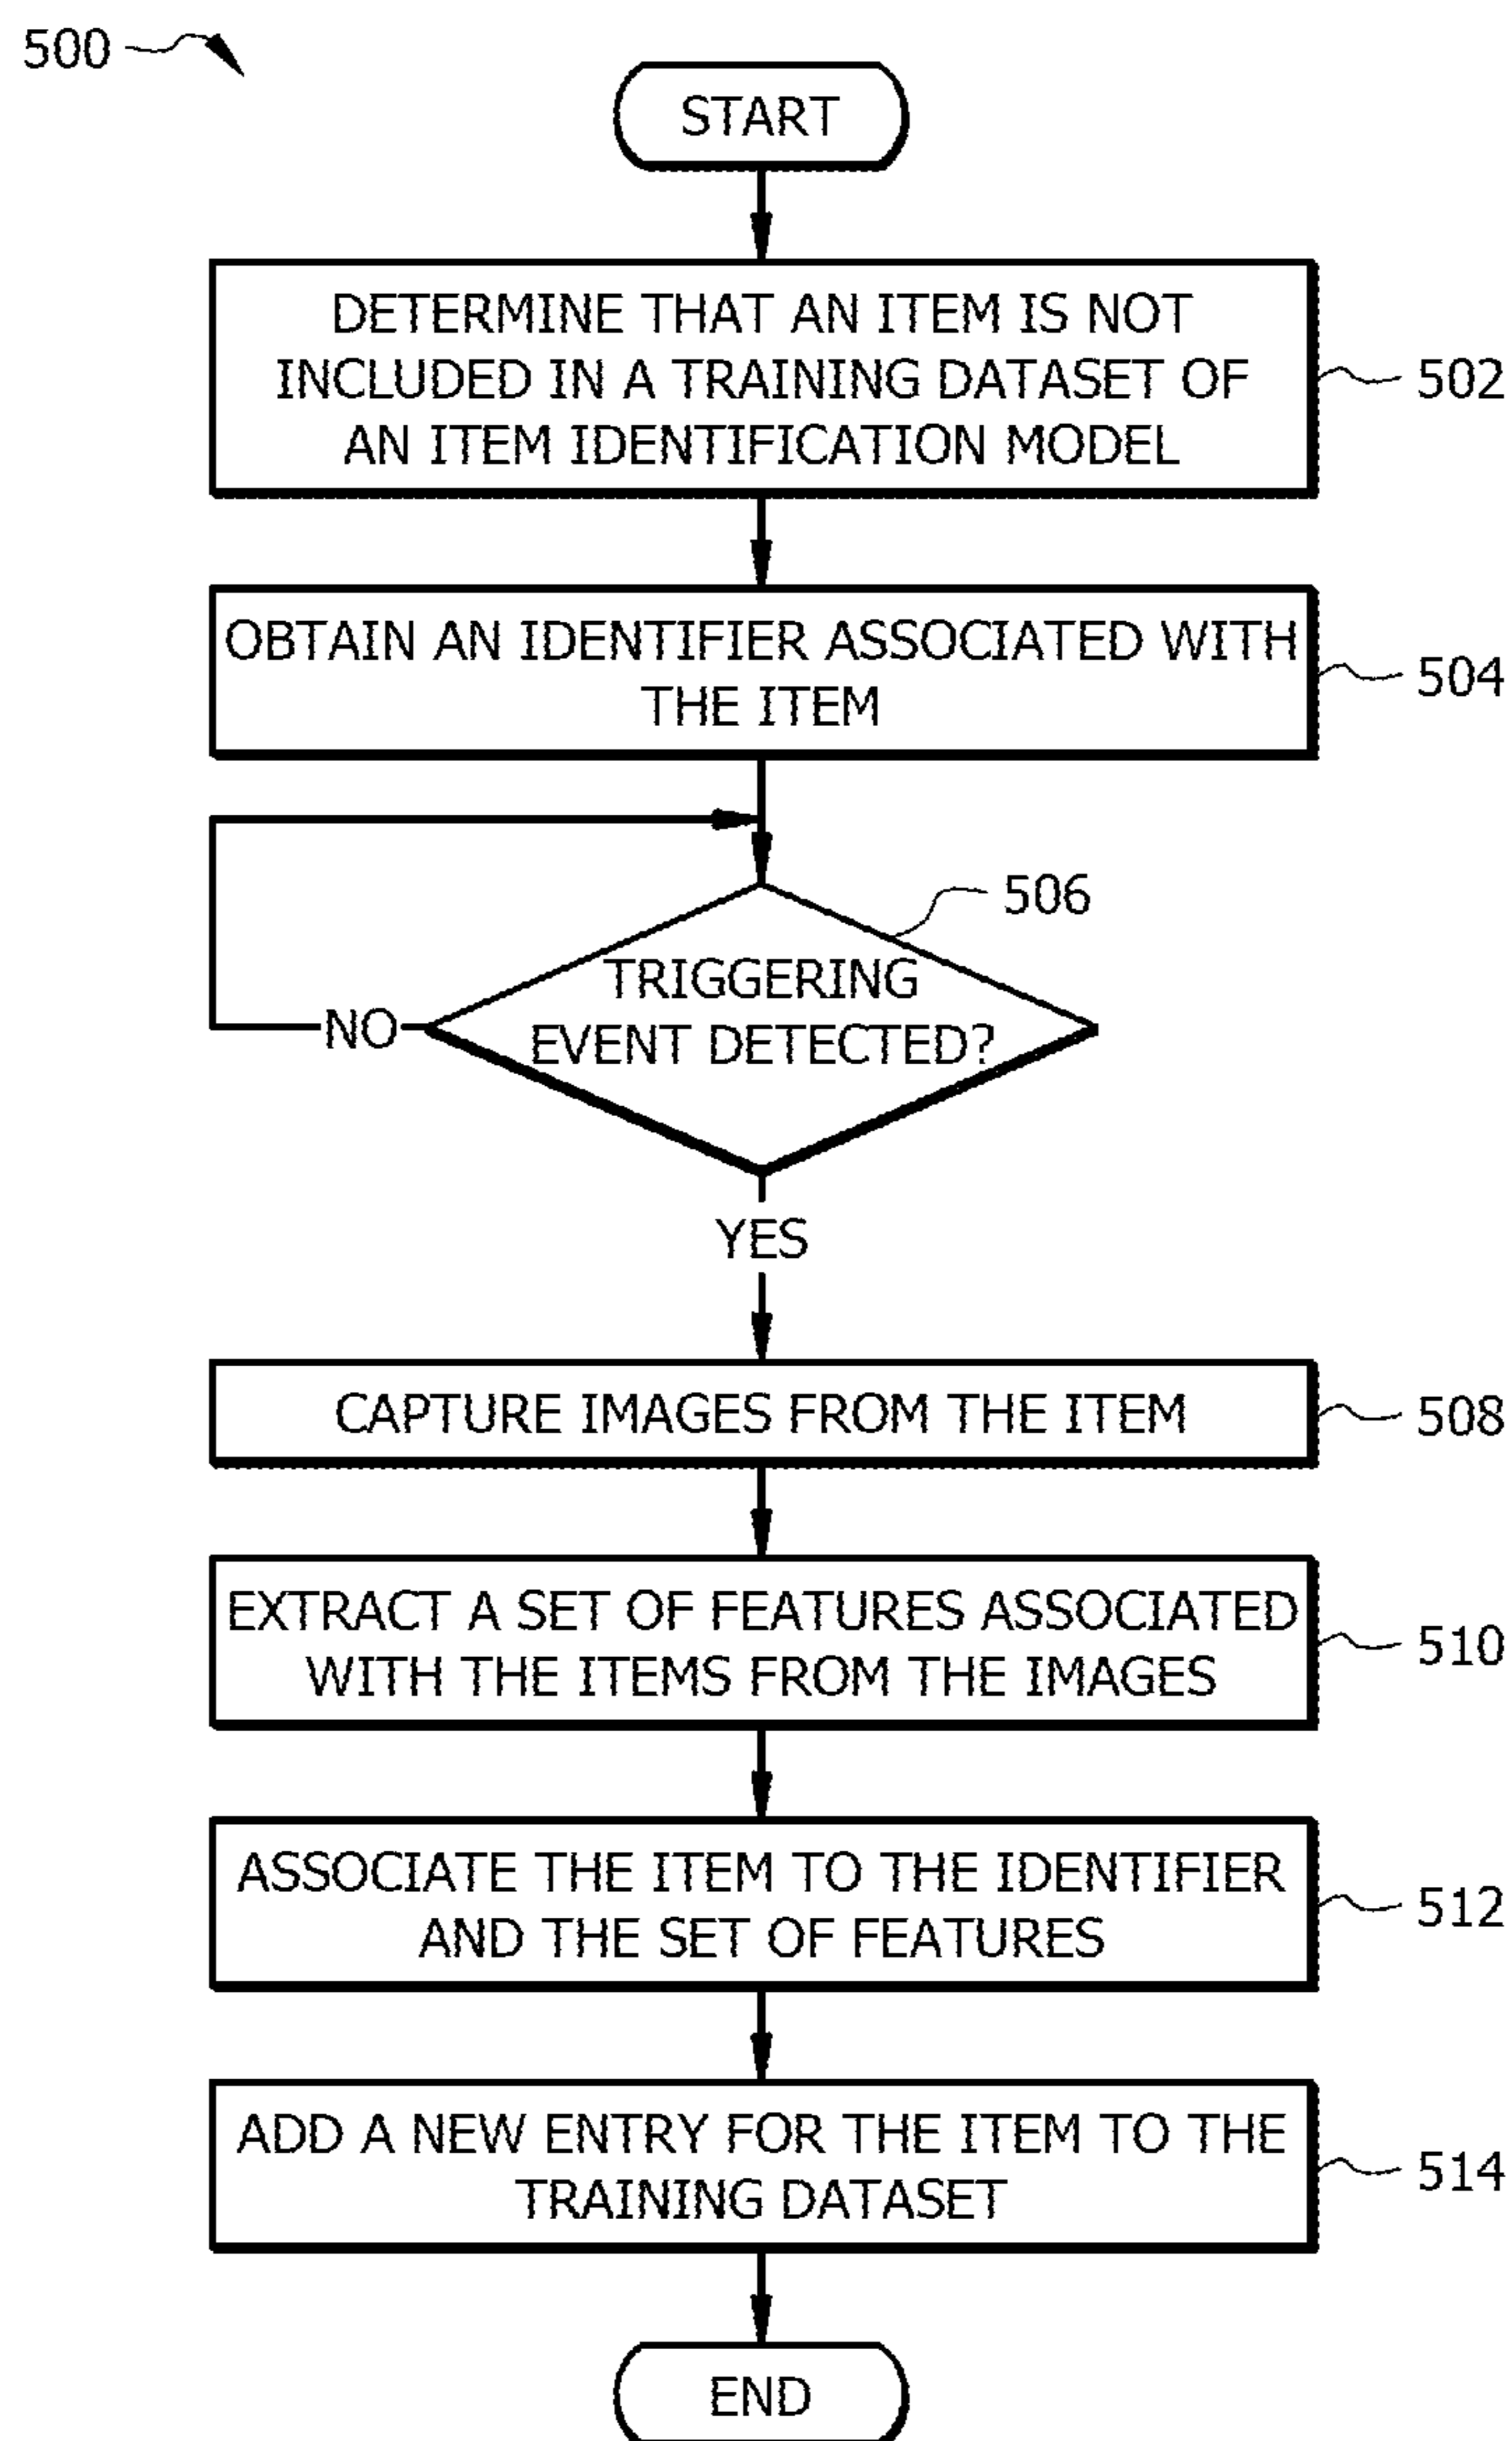 500
START
DETERMINE THAT AN ITEM IS NOT
INCLUDED IN A TRAINING DATASET OF
AN ITEM IDENTIFICATION MODEL
502
OBTAIN AN IDENTIFIER ASSOCIATED WITH
THE ITEM
504
506
TRIGGERING
EVENT DETECTED?
NO
YES
CAPTURE IMAGES FROM THE ITEM
508
EXTRACT A SET OF FEATURES ASSOCIATED
WITH THE ITEMS FROM THE IMAGES
510
ASSOCIATE THE ITEM TO THE IDENTIFIER
AND THE SET OF FEATURES
512
ADD A NEW ENTRY FOR THE ITEM TO THE
TRAINING DATASET
514
END